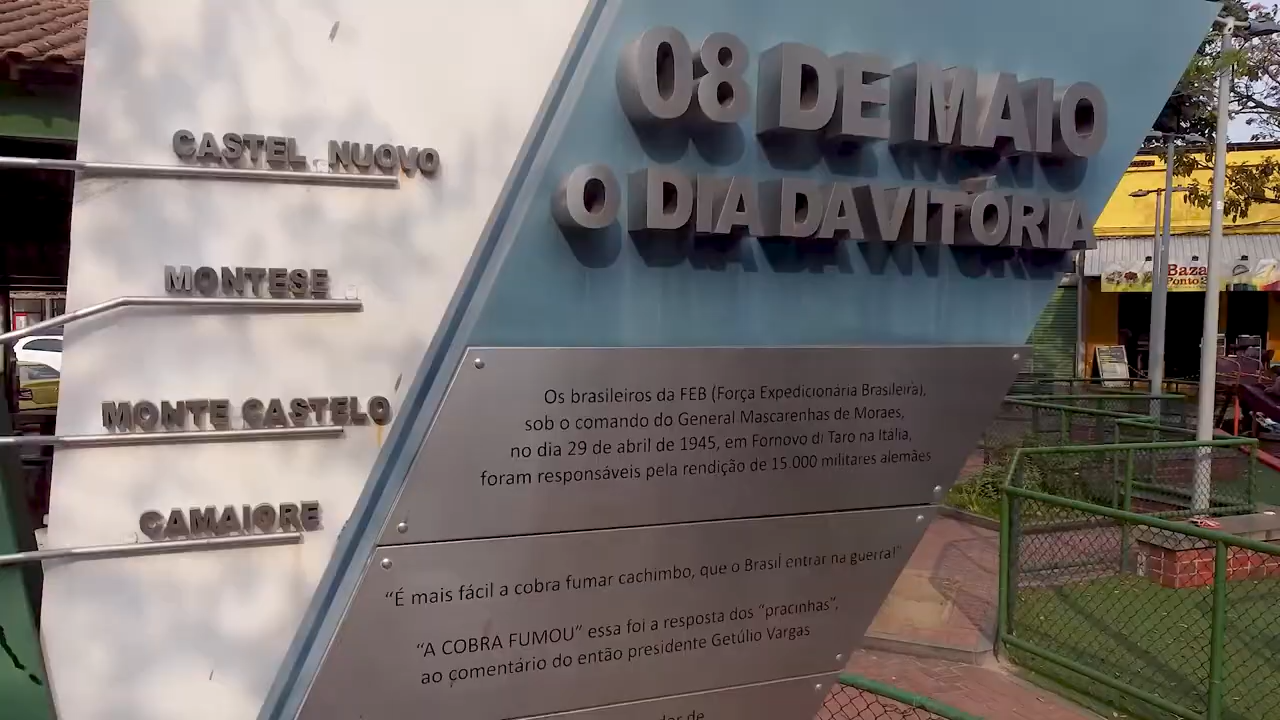 CASTEL NUOVO
MONTESE
MONTE CASTELO
CAMAIORE
08 DE MAIO
O DIA DA VITÓRIA
Os brasileiros da FEB (Força Expedicionária Brasileira),
sob o comando do General Mascarenhas de Moraes,
no dia 29 de abril de 1945, em Fornovo di Taro na Itália,
foram responsáveis pela rendição de 15.000 militares alemães
“É mais fácil a cobra fumar cachimbo, que o Brasil entrar na guerra!”
“A COBRA FUMOU” essa foi a resposta dos “pracinhas”,
ao comentário do então presidente Getúlio Vargas
de
Bazar
Ponto